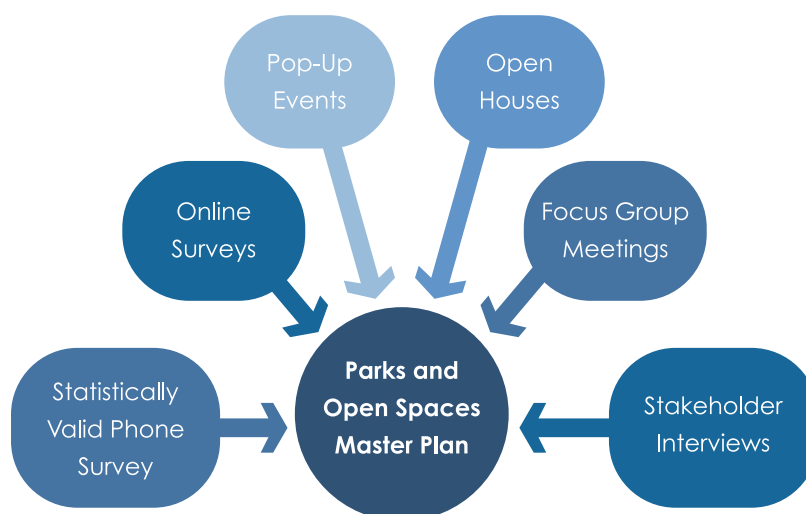 Pop-Up
Events
Open
Houses
Online
Surveys
Focus Group
Meetings
Statistically
Valid Phone
Survey
Parks and
Open Spaces
Master Plan
Stakeholder
Interviews